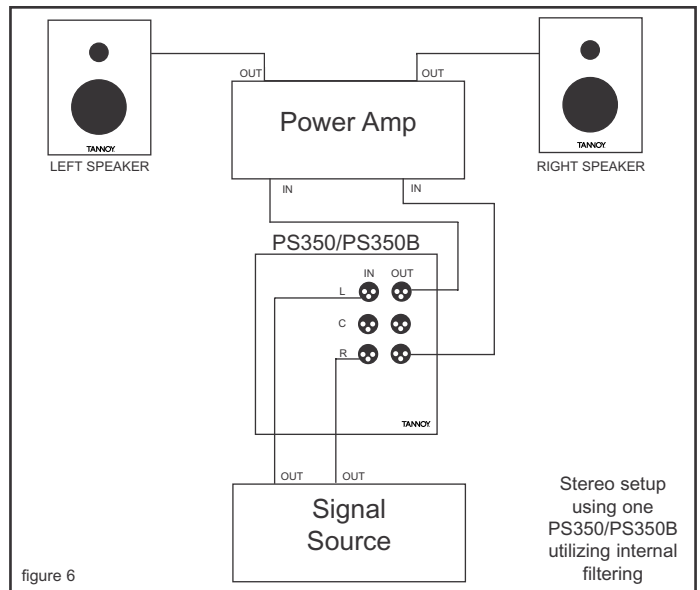 OUT OUT
Power Amp
TANNOY
LEFT SPEAKER
TANNOY
RIGHT SPEAKER
IN IN
PS350/PS350B
IN OUT
L
C
R
TANNOY
OUT OUT
Signal
Source
Stereo setup
using one
PS350/PS350B
utilizing internal
filtering
figure 6